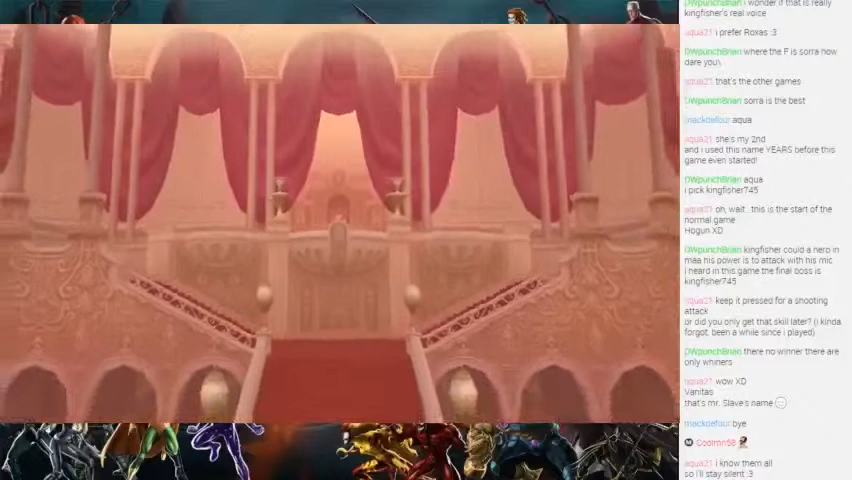 DWpunchBrian i wonder if that is really
kingfisher's real voice
aqua21 i prefer Roxas :3
DWpunchBrian where the F is sorra how
dare you\
aqua21 that's the other games
DWpunchBrian sorra is the best
mackdefour aqua
aqua21 she's my 2nd
and i used this name YEARS before this
game even started!
DWpunchBrian aqua
i pick kingfisher745
aqua21 oh, wait.. this is the start of the
normal game
Hogun XD
DWpunchBrian kingfisher could a hero in
maa his power is to attack with his mic
i heard in this game the final boss is
kingfisher745
aqua21 keep it pressed for a shooting
attack
or did you only get that skill later? (i kinda
forgot, been a while since i played)
DWpunchBrian there no winner there are
only whiners
aqua21 wow XD
Vanitas
that's mr. Slave's name
mackdefour bye
M Coolman58
aqua21 i know them all
so i'll stay silent :3